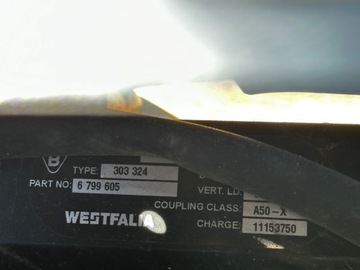 B
TYPE: 303 324
PART NO: 6 799 605
VERT. LD.
COUPLING CLASS: A50-X
WESTFALIA
CHARGE: 11153750